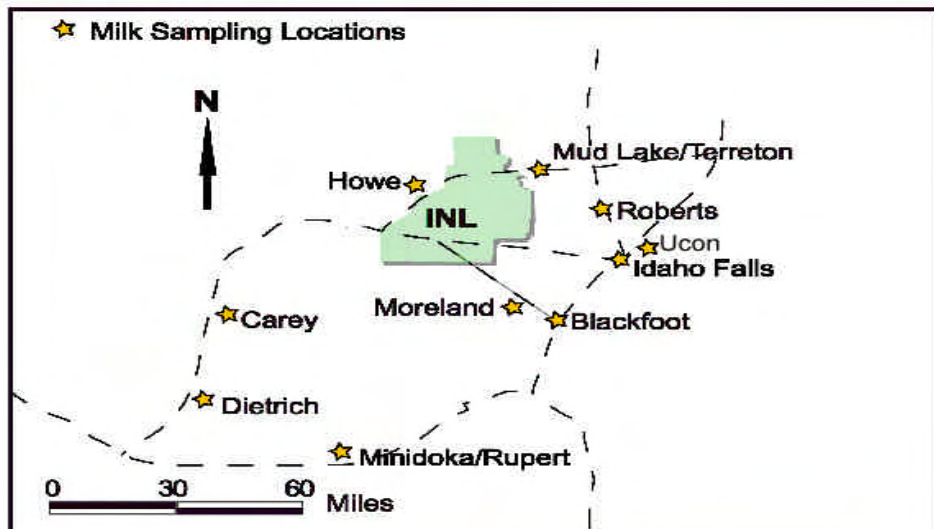 Milk Sampling Locations
N
Mud Lake/Terreton
Howe
Roberts
INL
Ucon
Idaho Falls
Moreland
Blackfoot
Carey
Dietrich
Minidoka/Rupert
0 30 60
Miles